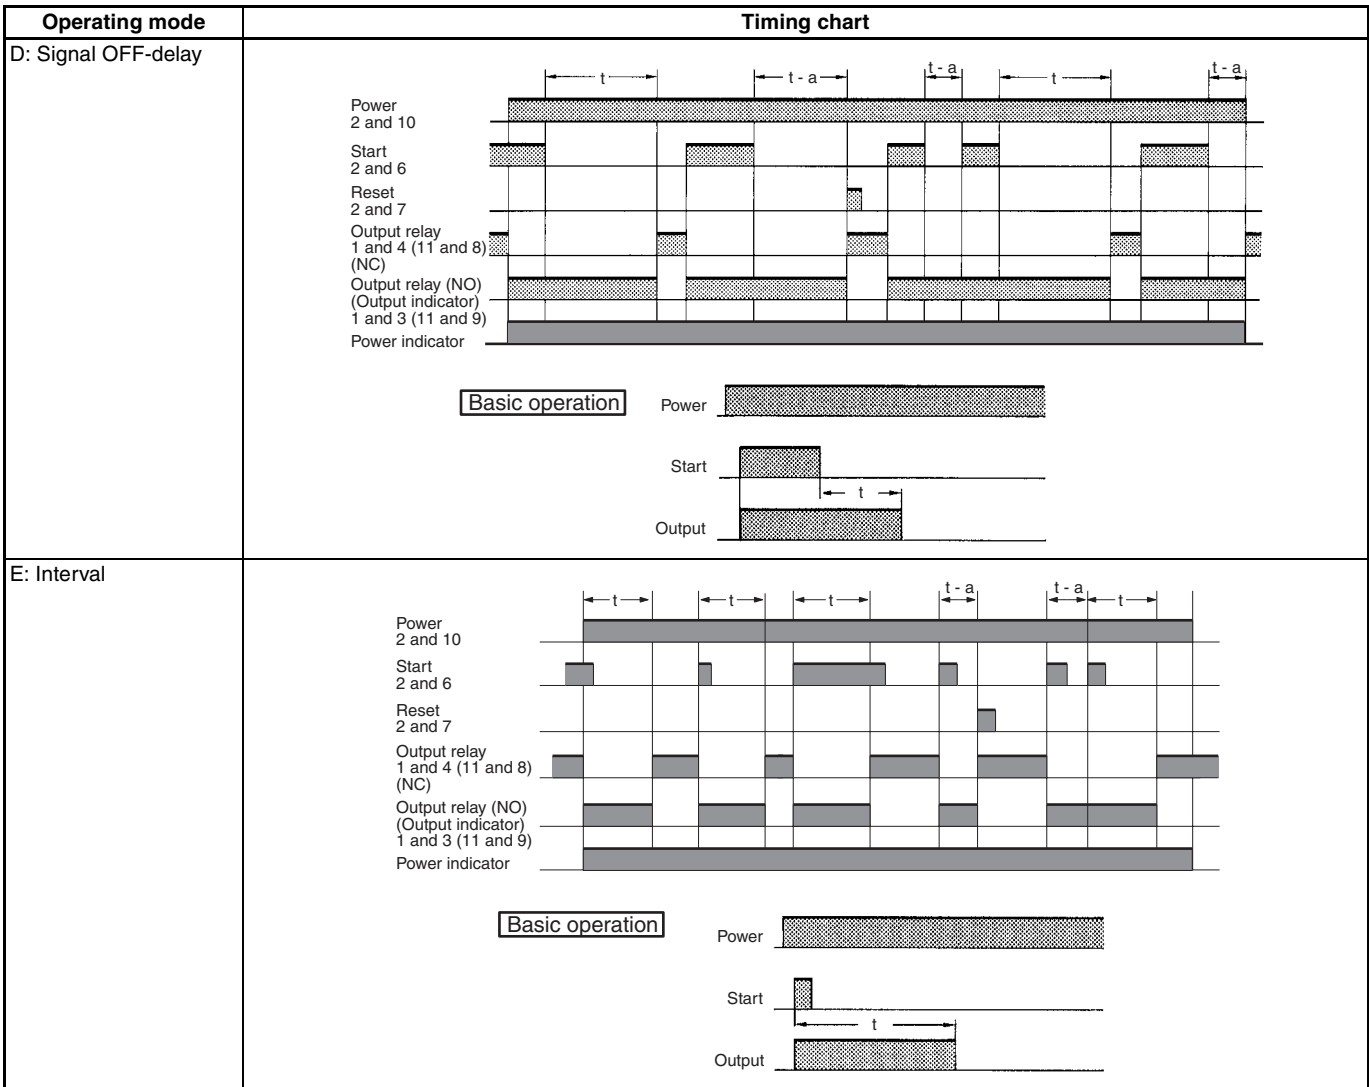 Operating mode
Timing chart
D: Signal OFF-delay
t
t - a
t - a
t
t - a
Power
2 and 10
Start
2 and 6
Reset
2 and 7
Output relay
1 and 4 (11 and 8)
(NC)
Output relay (NO)
(Output indicator)
1 and 3 (11 and 9)
Power indicator
Basic operation
Power
Start
t
Output
E: Interval
t
t
t
t - a
t - a
t
Power
2 and 10
Start
2 and 6
Reset
2 and 7
Output relay
1 and 4 (11 and 8)
(NC)
Output relay (NO)
(Output indicator)
1 and 3 (11 and 9)
Power indicator
Basic operation
Power
Start
t
Output